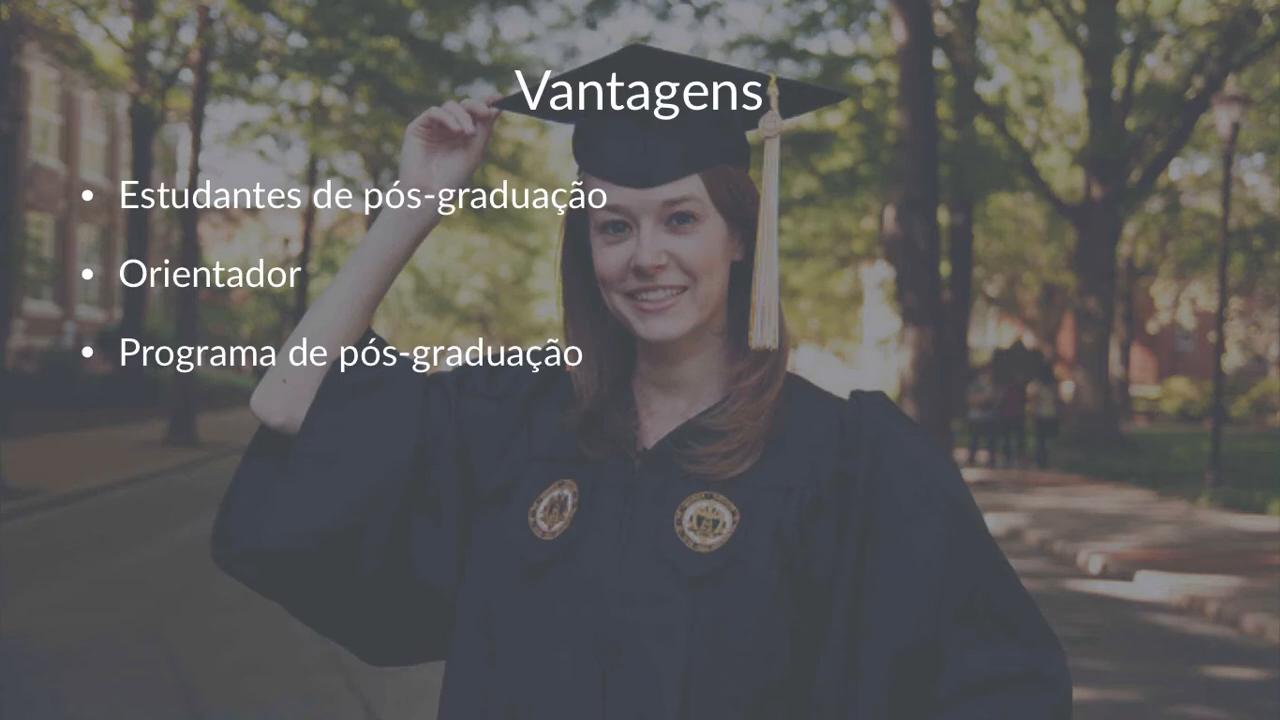 Vantagens
• Estudantes de pós-graduação
• Orientador
• Programa de pós-graduação